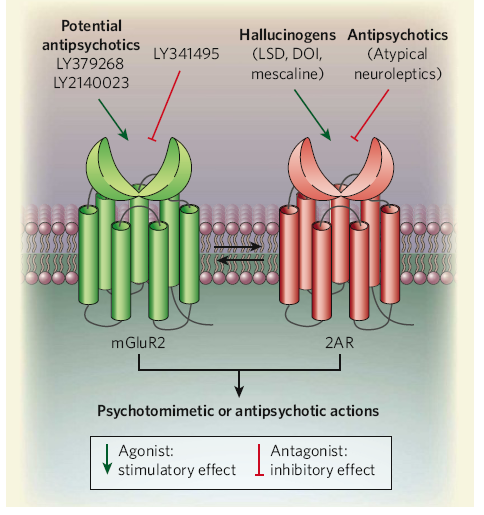 Potential
antipsychotics
LY379268
LY2140023
LY341495
Hallucinogens
(LSD, DOI,
mescaline)
Antipsychotics
(Atypical
neuroleptics)
mGluR2
2AR
Psychotomimetic or antipsychotic actions
Agonist:
stimulatory effect
Antagonist:
inhibitory effect